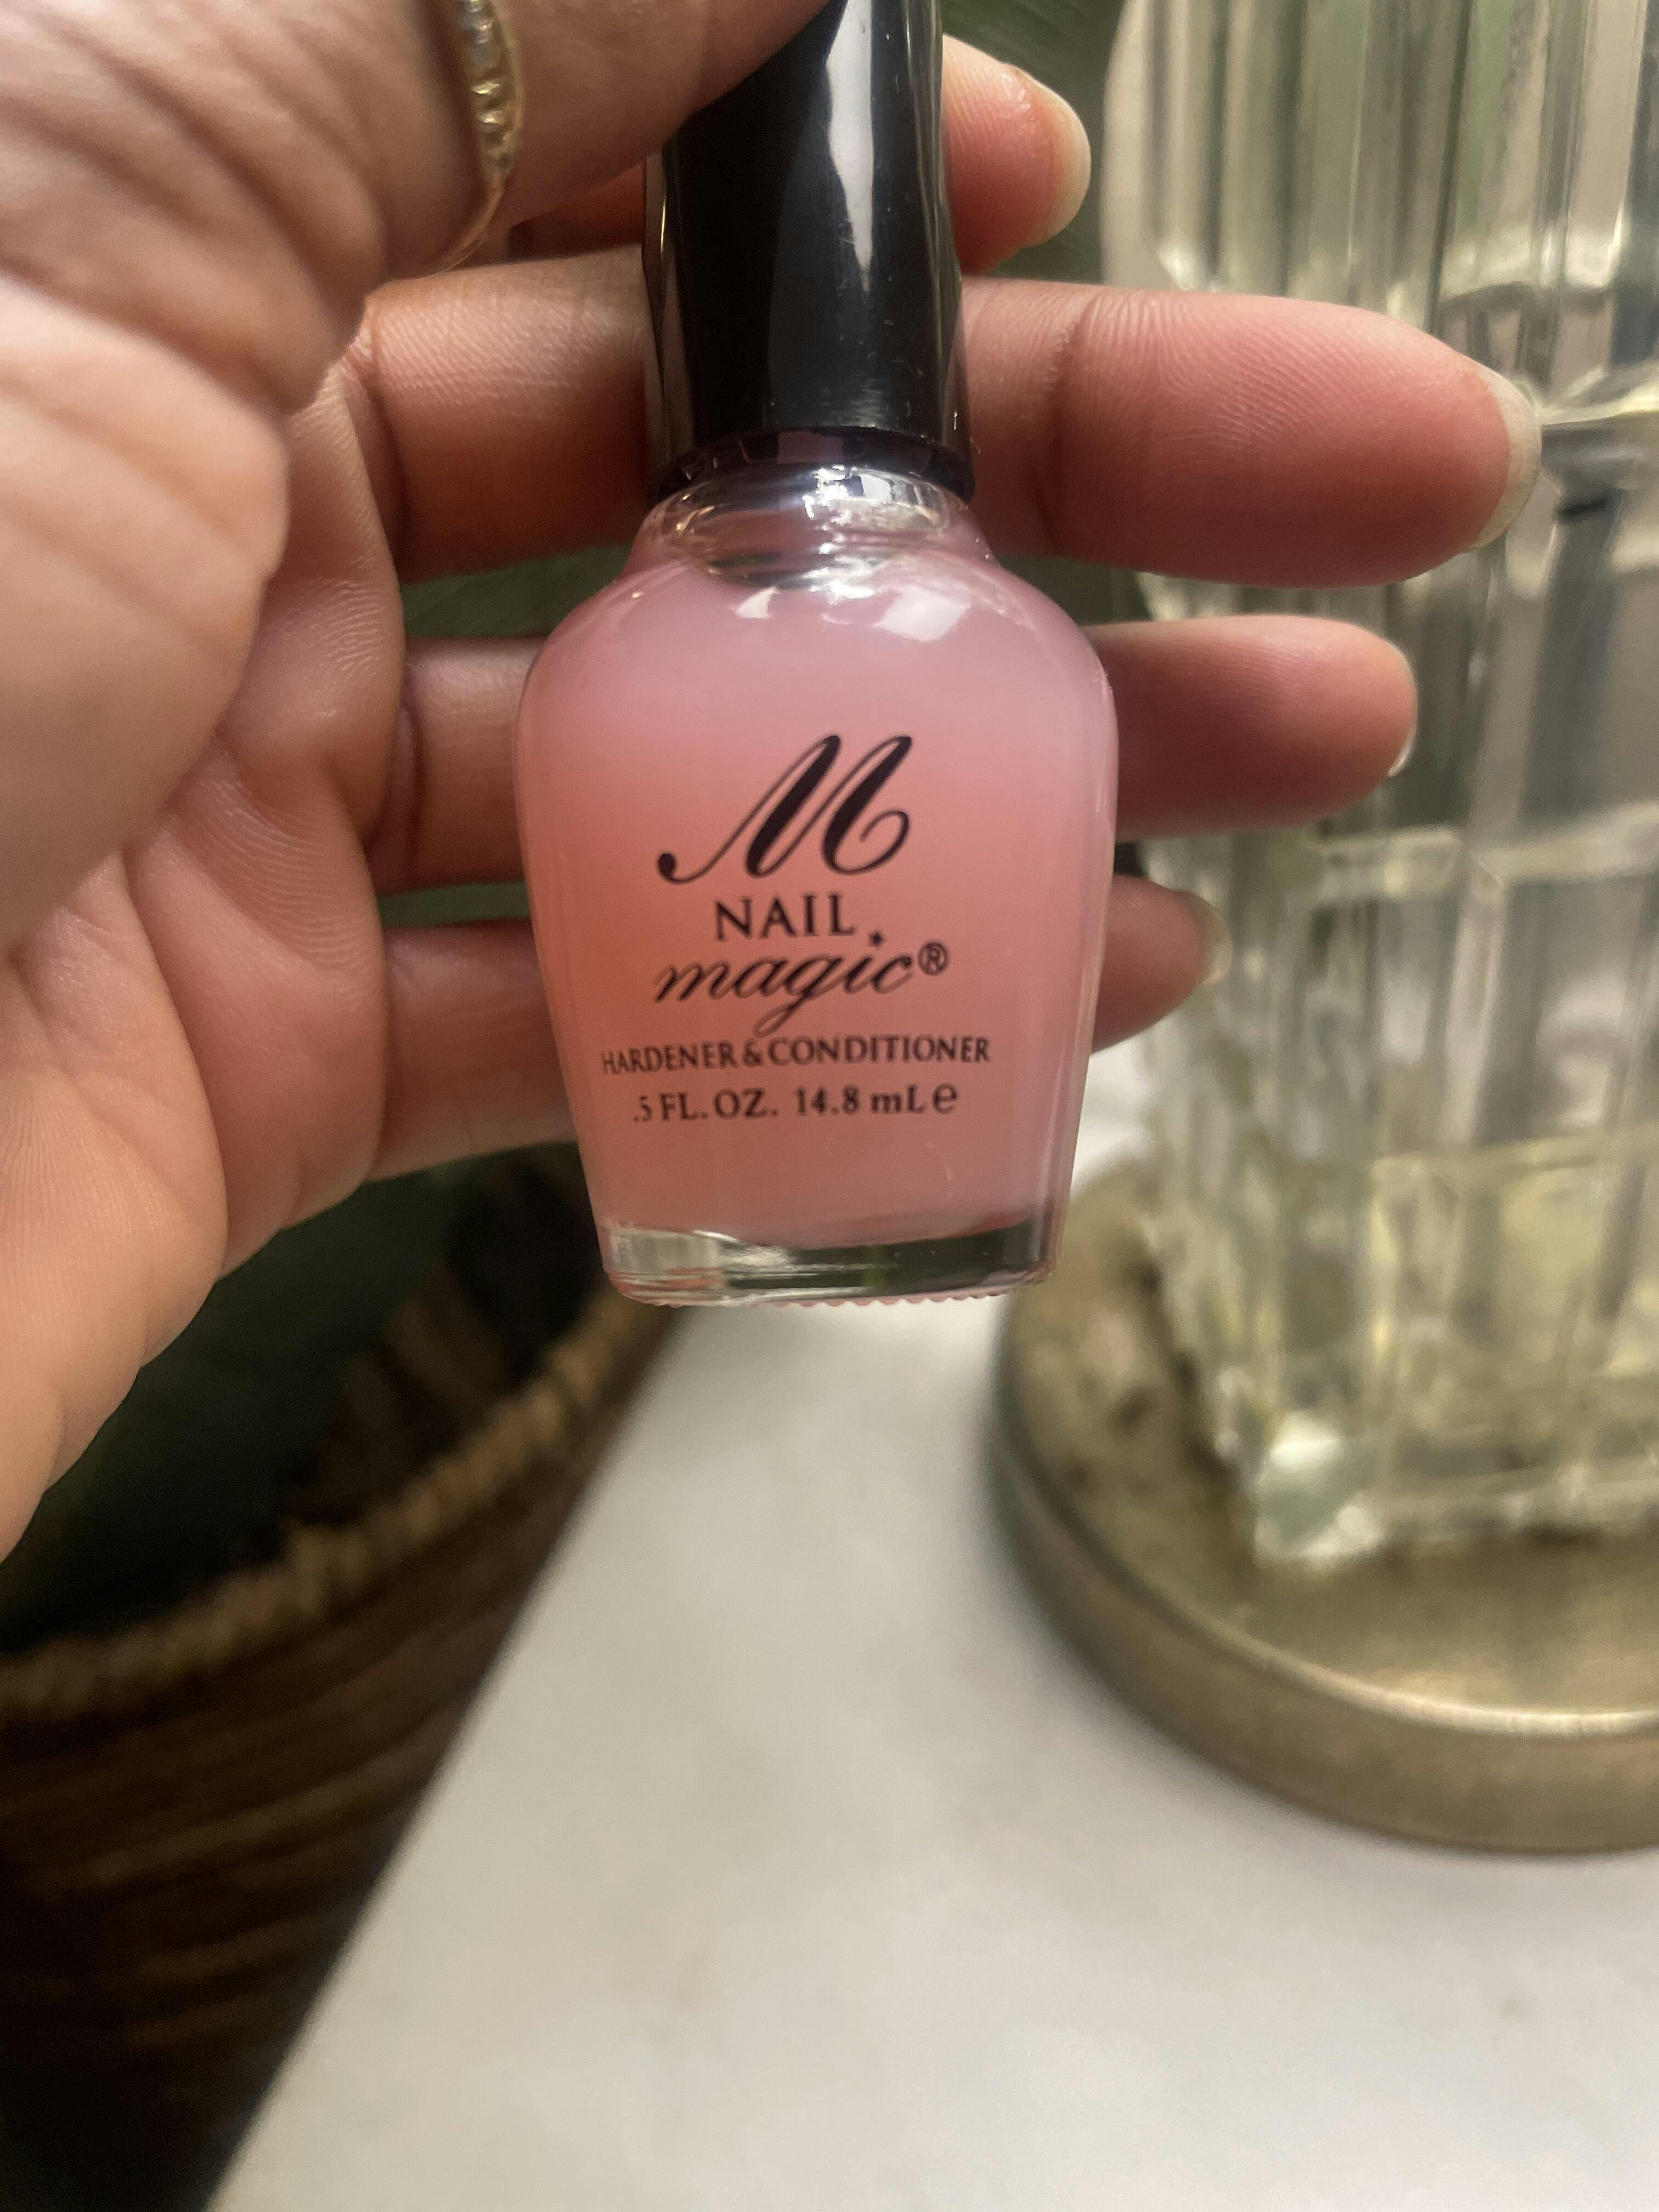 M
NAIL
magic®
HARDENER & CONDITIONER
.5 FL. OZ. 14.8 mL ℮